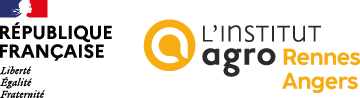 RÉPUBLIQUE
FRANÇAISE
Liberté
Égalité
Fraternité
L'INSTITUT
agro Rennes
Angers